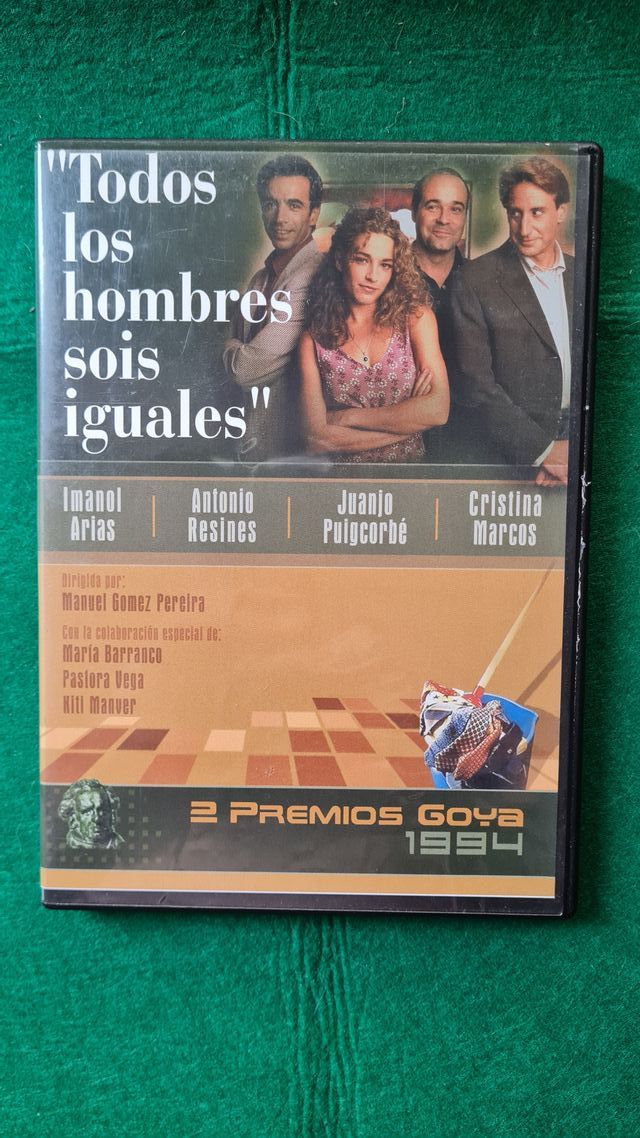 "Todos
los
hombres
sois
iguales"
Imanol Arias
Antonio Resines
Juanjo Puigcorbé
Cristina Marcos
Dirigida por:
Manuel Gomez Pereira
Con la colaboración especial de:
María Barranco
Pastora Vega
Kiti Manver
2 PREMIOS GOYA
1994